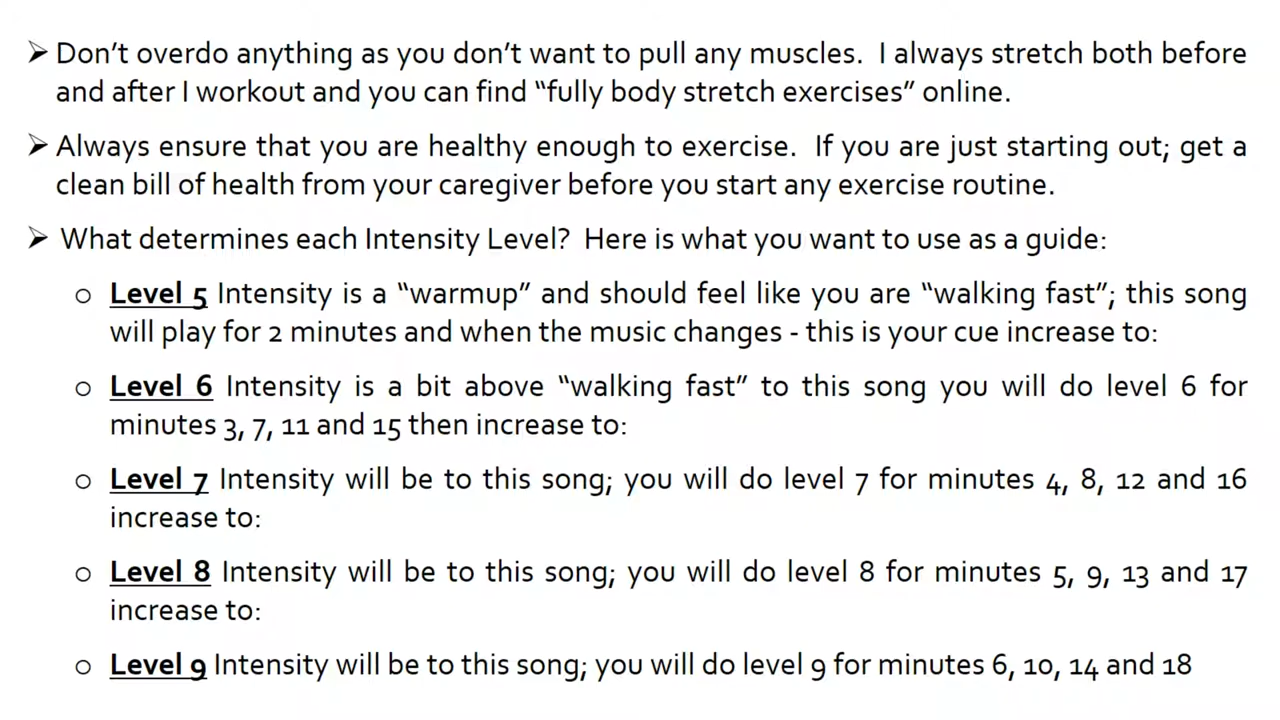 ➢ Don’t overdo anything as you don’t want to pull any muscles.  I always stretch both before
and after I workout and you can find “fully body stretch exercises” online.
➢ Always ensure that you are healthy enough to exercise.  If you are just starting out; get a
clean bill of health from your caregiver before you start any exercise routine.
➢ What determines each Intensity Level?  Here is what you want to use as a guide:
o Level 5 Intensity is a “warmup” and should feel like you are “walking fast”; this song
will play for 2 minutes and when the music changes - this is your cue increase to:
o Level 6 Intensity is a bit above “walking fast” to this song you will do level 6 for
minutes 3, 7, 11 and 15 then increase to:
o Level 7 Intensity will be to this song; you will do level 7 for minutes 4, 8, 12 and 16
increase to:
o Level 8 Intensity will be to this song; you will do level 8 for minutes 5, 9, 13 and 17
increase to:
o Level 9 Intensity will be to this song; you will do level 9 for minutes 6, 10, 14 and 18